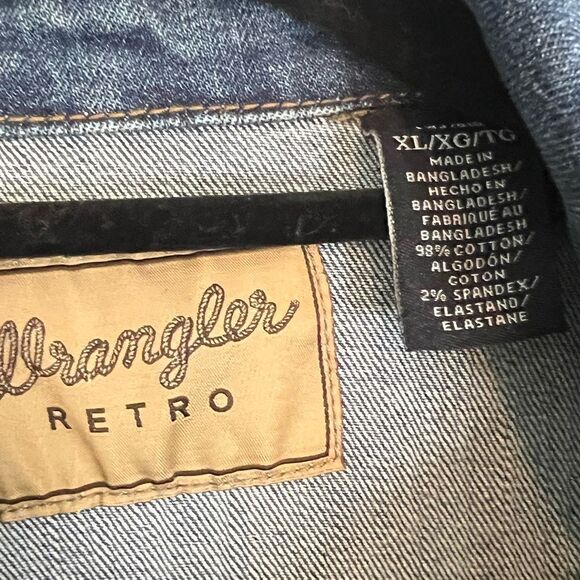 Wrangler
RETRO
XL/XG/TG
MADE IN
BANGLADESH/
HECHO EN
BANGLADESH/
FABRIQUÉ AU
BANGLADESH
98% COTTON/
ALGODÓN/
COTON
2% SPANDEX/
ELASTANO/
ELASTANE